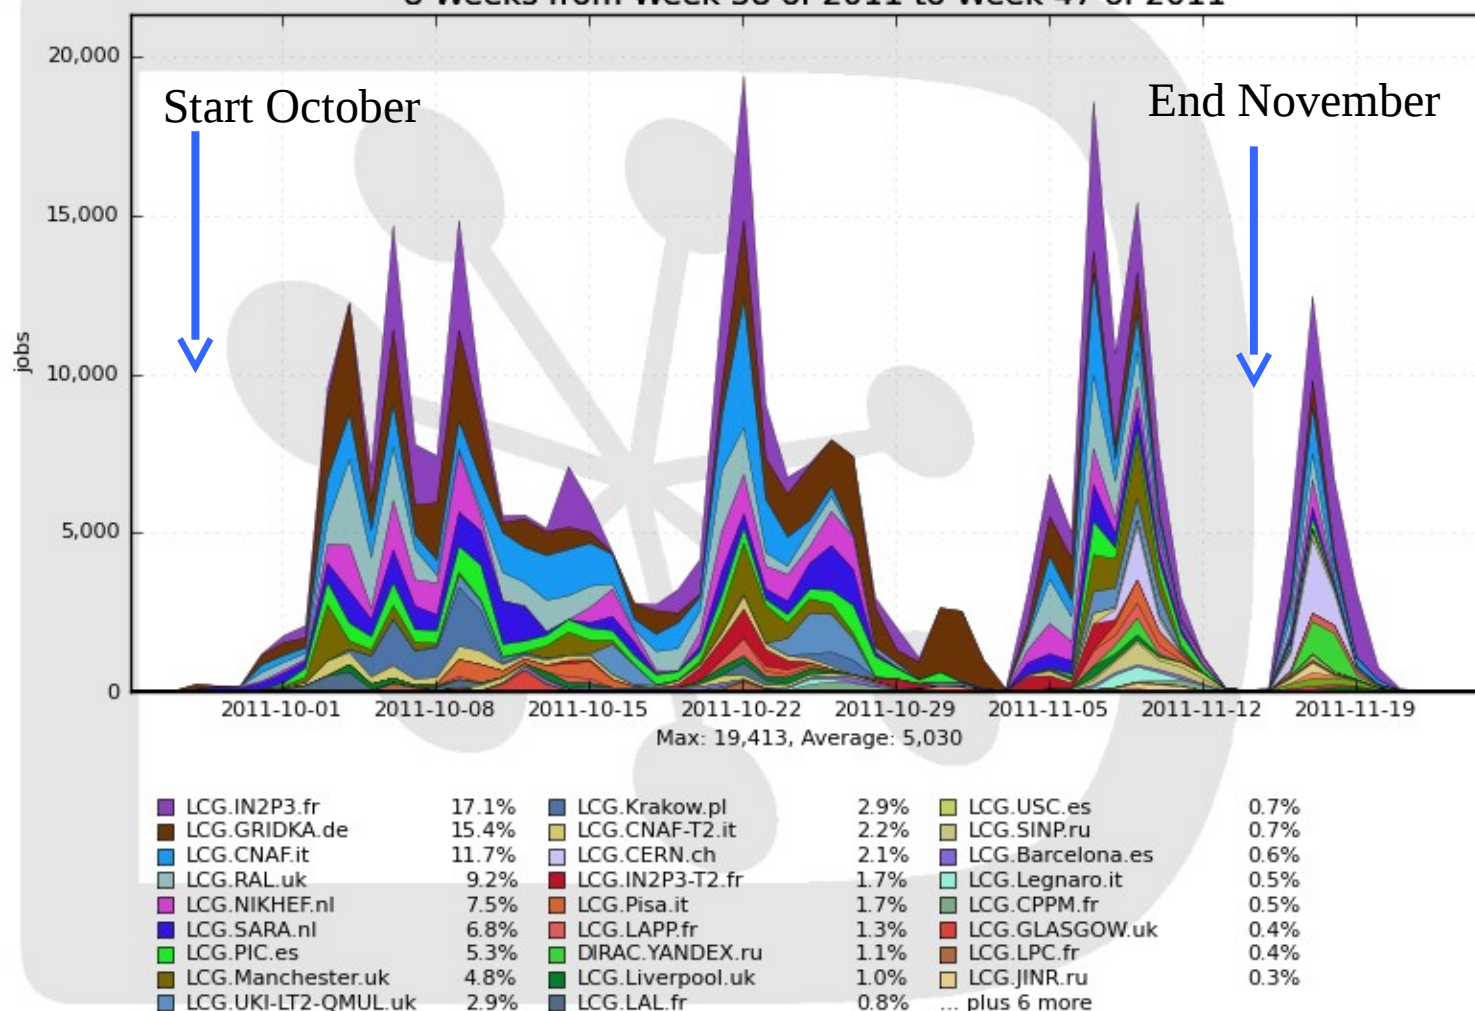 Start October
End November
20,000
15,000
10,000
5,000
0
jobs
2011-10-01 2011-10-08 2011-10-15 2011-10-22 2011-10-29 2011-11-05 2011-11-12 2011-11-19
Max: 19,413, Average: 5,030
LCG.IN2P3.fr 17.1% LCG.Krakow.pl 2.9% LCG.USC.es 0.7%
LCG.GRIDKA.de 15.4% LCG.CNAF-T2.it 2.2% LCG.SINP.ru 0.7%
LCG.CNAF.it 11.7% LCG.CERN.ch 2.1% LCG.Barcelona.es 0.6%
LCG.RAL.uk 9.2% LCG.IN2P3-T2.fr 1.7% LCG.Legnaro.it 0.5%
LCG.NIKHEF.nl 7.5% LCG.Pisa.it 1.7% LCG.CPPM.fr 0.5%
LCG.SARA.nl 6.8% LCG.LAPP.fr 1.3% LCG.GLASGOW.uk 0.4%
LCG.PIC.es 5.3% DIRAC.YANDEX.ru 1.1% LCG.LPC.fr 0.4%
LCG.Manchester.uk 4.8% LCG.Liverpool.uk 1.0% LCG.JINR.ru 0.3%
LCG.UKI-LT2-QMUL.uk 2.9% LCG.LAL.fr 0.8% ... plus 6 more